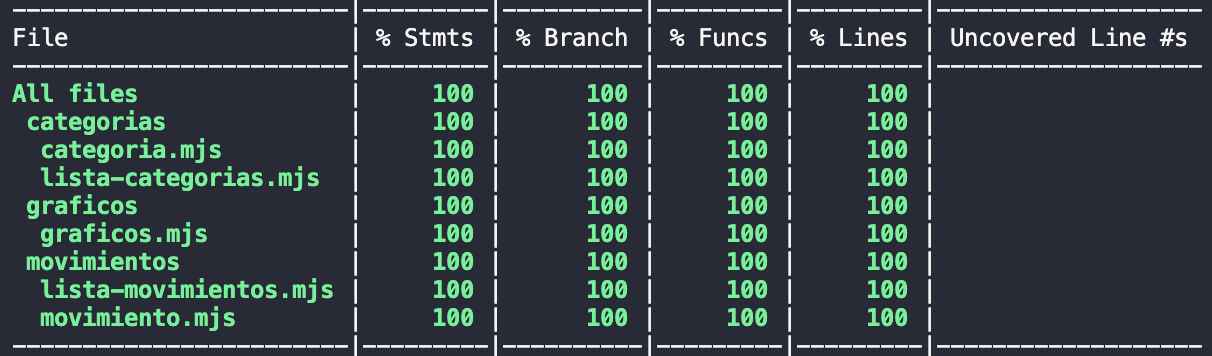 File | % Stmts | % Branch | % Funcs | % Lines | Uncovered Line #s
All files | 100 | 100 | 100 | 100 |
categorias | 100 | 100 | 100 | 100 |
categoria.mjs | 100 | 100 | 100 | 100 |
lista-categorias.mjs | 100 | 100 | 100 | 100 |
graficos | 100 | 100 | 100 | 100 |
graficos.mjs | 100 | 100 | 100 | 100 |
movimientos | 100 | 100 | 100 | 100 |
lista-movimientos.mjs | 100 | 100 | 100 | 100 |
movimiento.mjs | 100 | 100 | 100 | 100 |